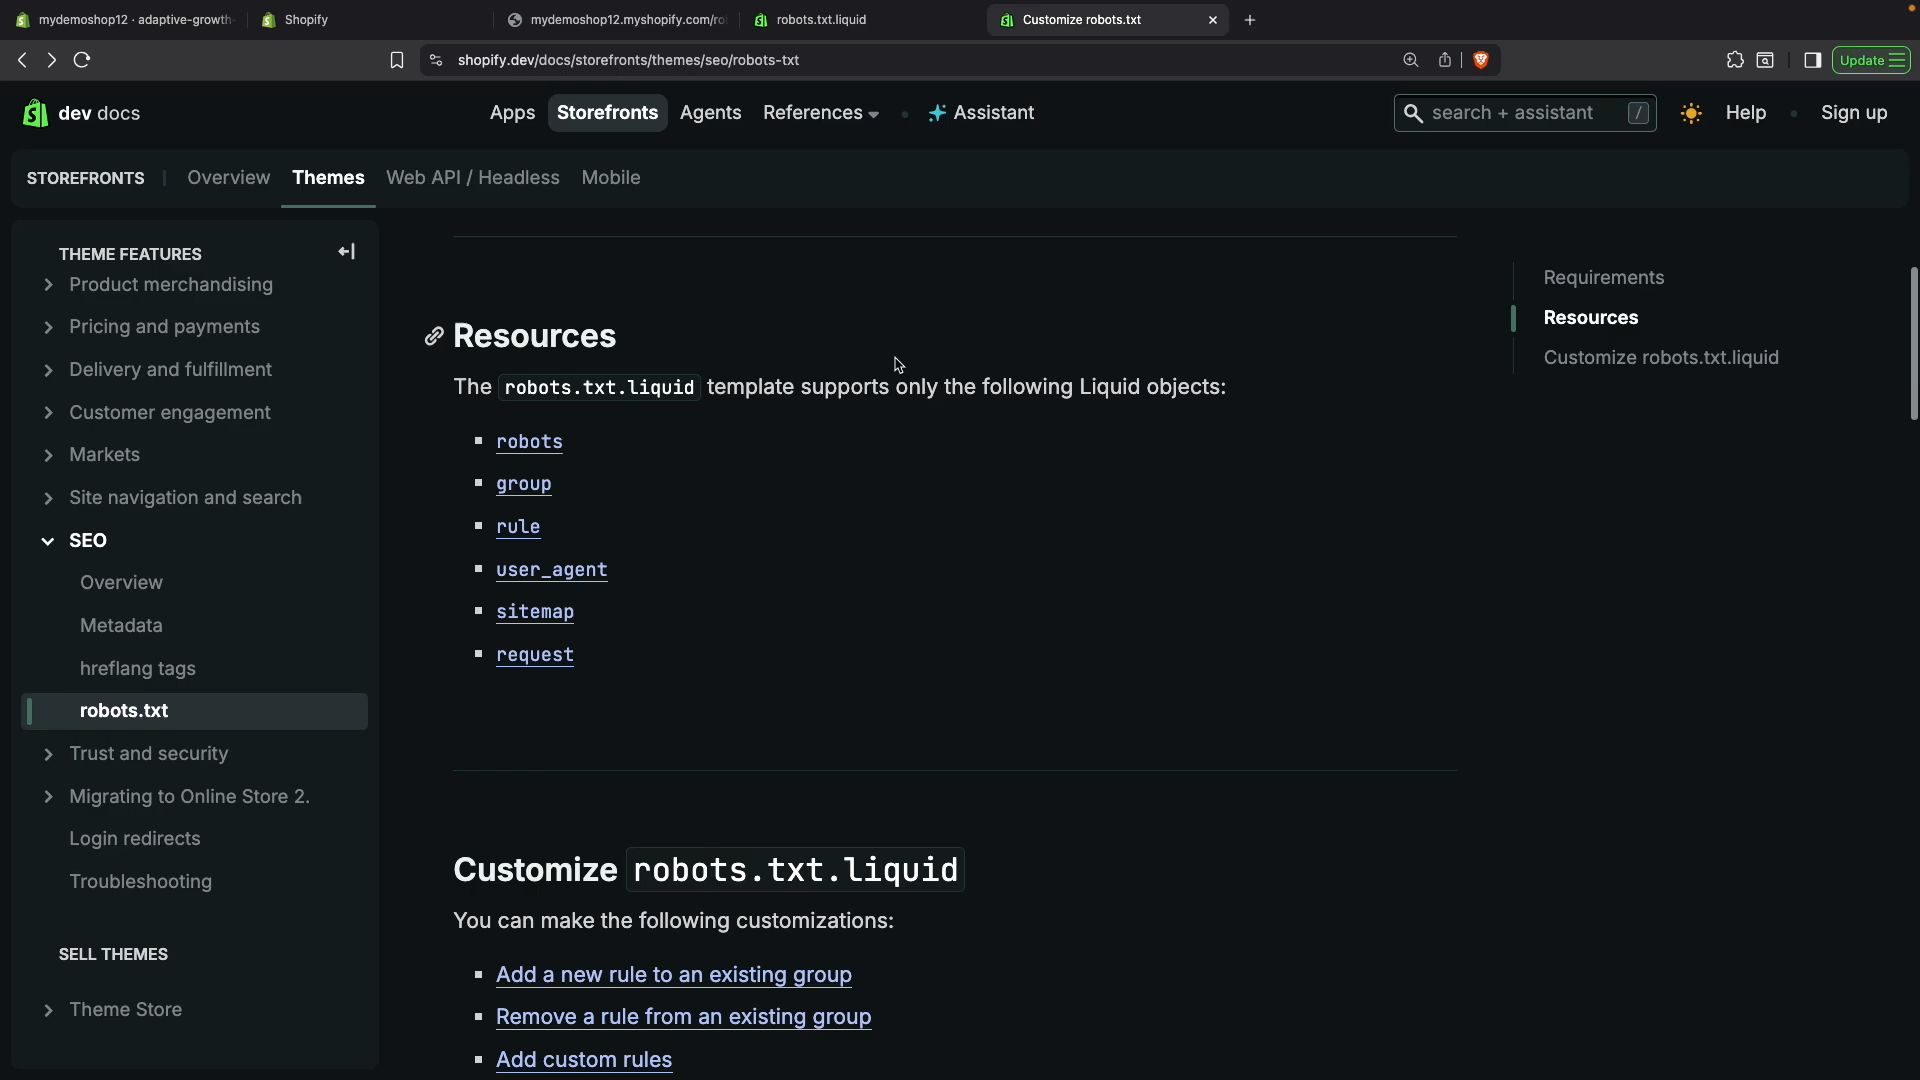 mydemoshop12 · adaptive-growth-
Shopify
mydemoshop12.myshopify.com/ro
robots.txt.liquid
Customize robots.txt
shopify.dev/docs/storefronts/themes/seo/robots-txt
Update
dev docs
Apps
Storefronts
Agents
References
Assistant
search + assistant
/
Help
Sign up
STOREFRONTS
Overview
Themes
Web API / Headless
Mobile
THEME FEATURES
Product merchandising
Pricing and payments
Delivery and fulfillment
Customer engagement
Markets
Site navigation and search
SEO
Overview
Metadata
hreflang tags
robots.txt
Trust and security
Migrating to Online Store 2.
Login redirects
Troubleshooting
SELL THEMES
Theme Store
Resources
The robots.txt.liquid template supports only the following Liquid objects:
robots
group
rule
user_agent
sitemap
request
Customize robots.txt.liquid
You can make the following customizations:
Add a new rule to an existing group
Remove a rule from an existing group
Add custom rules
Requirements
Resources
Customize robots.txt.liquid